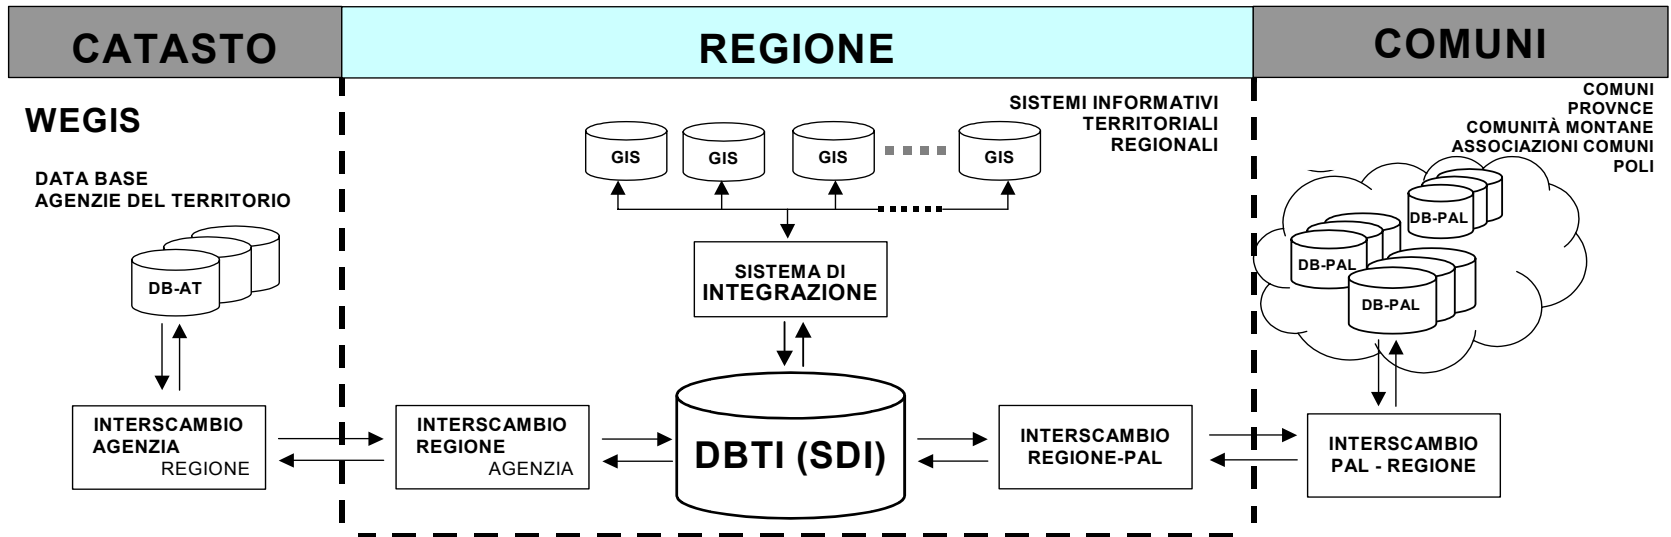 CATASTO
REGIONE
COMUNI
WEGIS
DATA BASE
AGENZIE DEL TERRITORIO
DB-AT
INTERSCAMBIO
AGENZIA
REGIONE
SISTEMI INFORMATIVI
TERRITORIALI
REGIONALI
GIS
GIS
GIS
GIS
SISTEMA DI
INTEGRAZIONE
INTERSCAMBIO
REGIONE
AGENZIA
DBTI (SDI)
INTERSCAMBIO
REGIONE-PAL
COMUNI
PROVNCE
COMUNITÀ MONTANE
ASSOCIAZIONI COMUNI
POLI
DB-PAL
DB-PAL
DB-PAL
INTERSCAMBIO
PAL - REGIONE